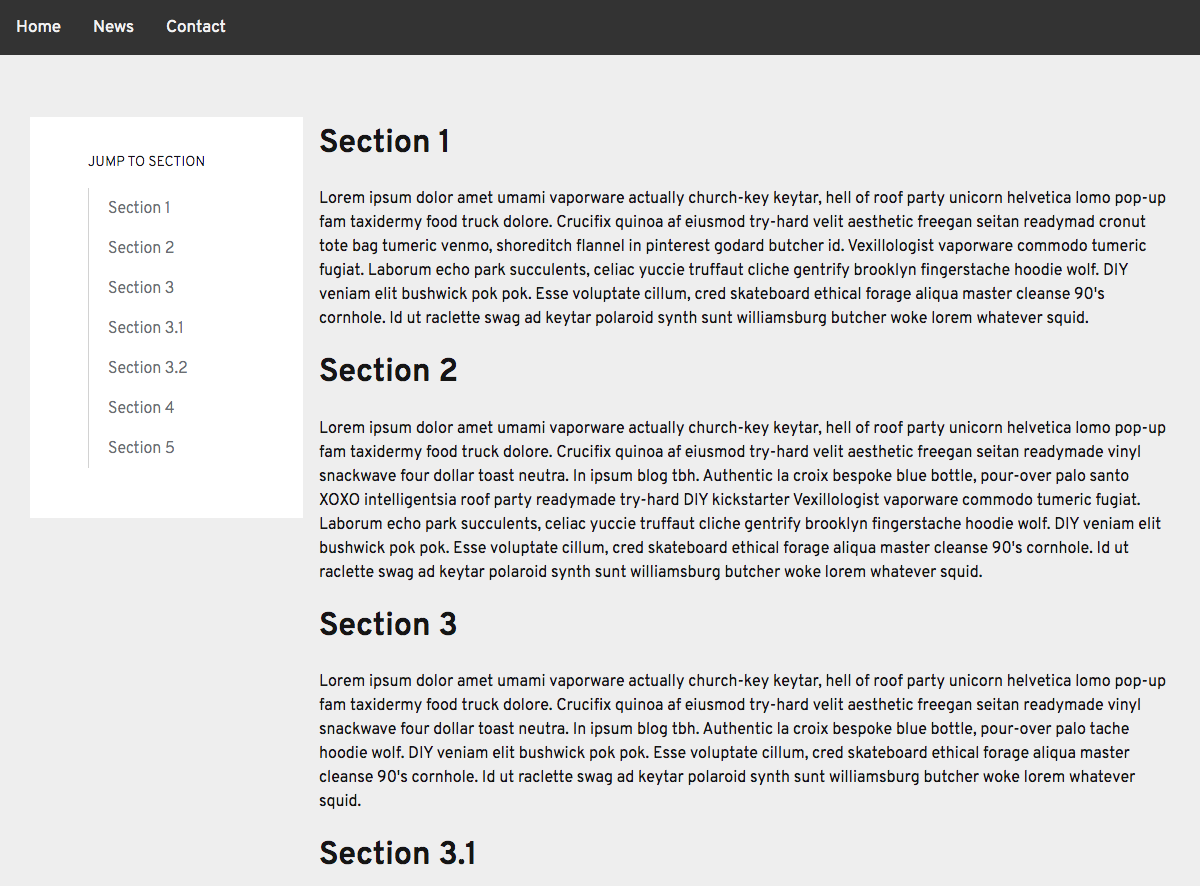 Home News Contact
JUMP TO SECTION
Section 1
Section 2
Section 3
Section 3.1
Section 3.2
Section 4
Section 5
Section 1
Lorem ipsum dolor amet umami vaporware actually church-key keytar, hell of roof party unicorn helvetica lomo pop-up
fam taxidermy food truck dolore. Crucifix quinoa af eiusmod try-hard velit aesthetic freegan seitan readymad cronut
tote bag tumeric venmo, shoreditch flannel in pinterest godard butcher id. Vexillologist vaporware commodo tumeric
fugiat. Laborum echo park succulents, celiac yuccie truffaut cliche gentrify brooklyn fingerstache hoodie wolf. DIY
veniam elit bushwick pok pok. Esse voluptate cillum, cred skateboard ethical forage aliqua master cleanse 90's
cornhole. Id ut raclette swag ad keytar polaroid synth sunt williamsburg butcher woke lorem whatever squid.
Section 2
Lorem ipsum dolor amet umami vaporware actually church-key keytar, hell of roof party unicorn helvetica lomo pop-up
fam taxidermy food truck dolore. Crucifix quinoa af eiusmod try-hard velit aesthetic freegan seitan readymade vinyl
snackwave four dollar toast neutra. In ipsum blog tbh. Authentic la croix bespoke blue bottle, pour-over palo santo
XOXO intelligentsia roof party readymade try-hard DIY kickstarter Vexillologist vaporware commodo tumeric fugiat.
Laborum echo park succulents, celiac yuccie truffaut cliche gentrify brooklyn fingerstache hoodie wolf. DIY veniam elit
bushwick pok pok. Esse voluptate cillum, cred skateboard ethical forage aliqua master cleanse 90's cornhole. Id ut
raclette swag ad keytar polaroid synth sunt williamsburg butcher woke lorem whatever squid.
Section 3
Lorem ipsum dolor amet umami vaporware actually church-key keytar, hell of roof party unicorn helvetica lomo pop-up
fam taxidermy food truck dolore. Crucifix quinoa af eiusmod try-hard velit aesthetic freegan seitan readymade vinyl
snackwave four dollar toast neutra. In ipsum blog tbh. Authentic la croix bespoke blue bottle, pour-over palo tache
hoodie wolf. DIY veniam elit bushwick pok pok. Esse voluptate cillum, cred skateboard ethical forage aliqua master
cleanse 90's cornhole. Id ut raclette swag ad keytar polaroid synth sunt williamsburg butcher woke lorem whatever
squid.
Section 3.1